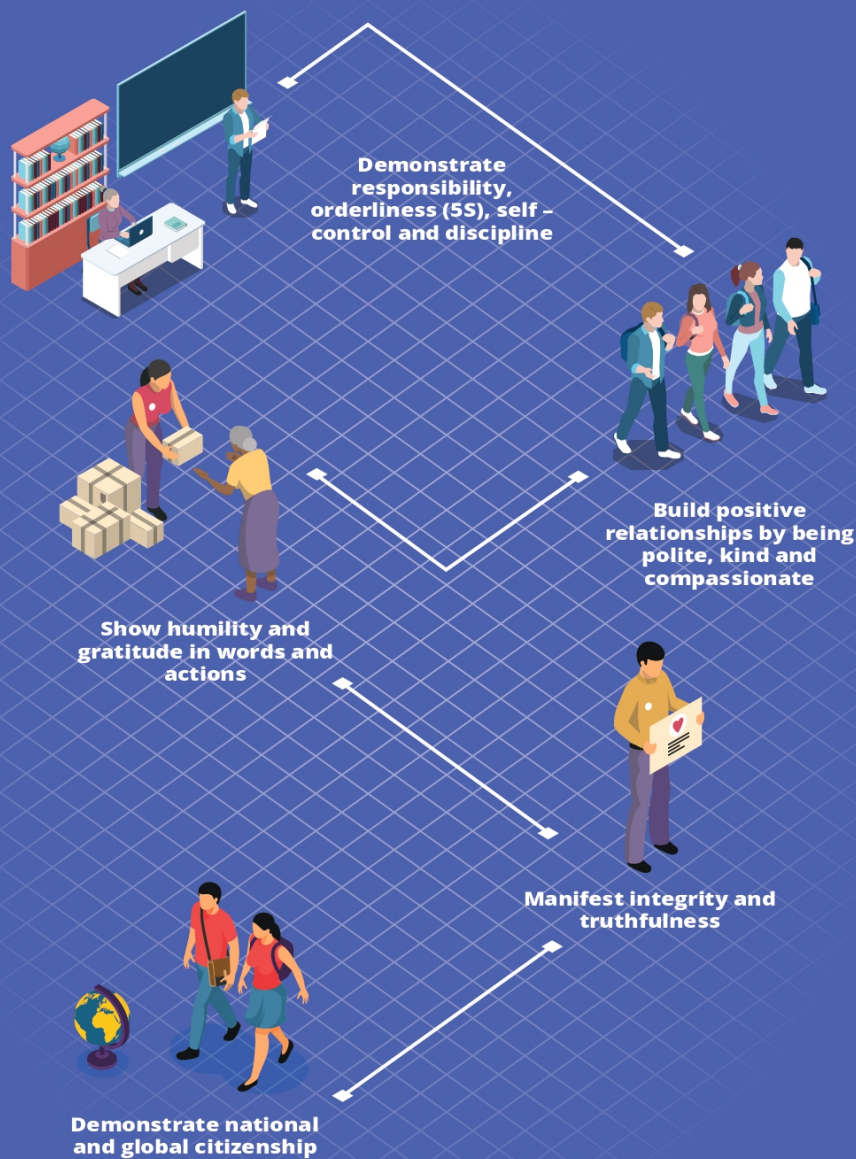 Demonstrate
responsibility,
orderliness (5S), self –
control and discipline
Build positive
relationships by being
polite, kind and
compassionate
Show humility and
gratitude in words and
actions
Manifest integrity and
truthfulness
Demonstrate national
and global citizenship